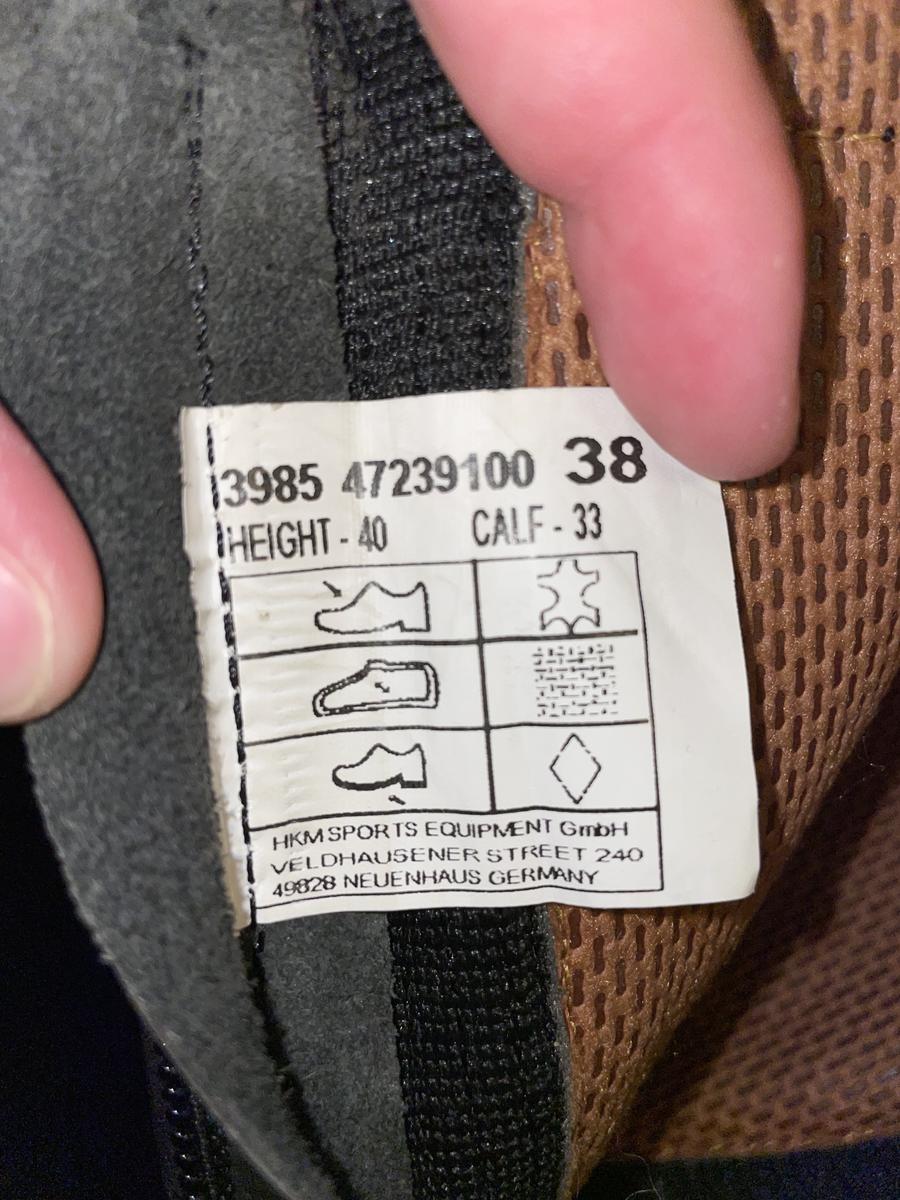 3985 47239100 38
HEIGHT - 40 CALF - 33
HKM SPORTS EQUIPMENT GmbH
VELDHAUSENER STREET 240
49828 NEUENHAUS GERMANY